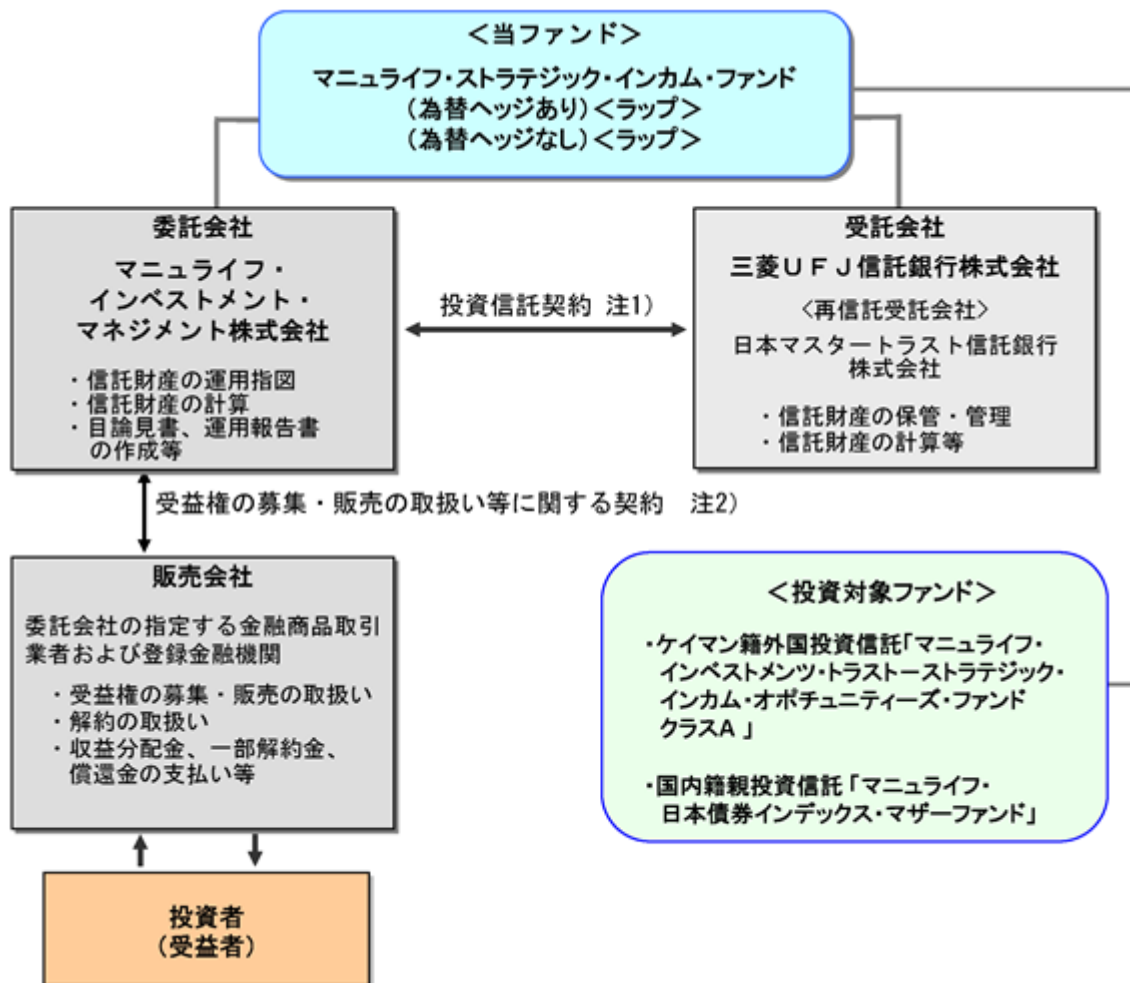 ＜当ファンド＞
マニュライフ・ストラテジック・インカム・ファンド
（為替ヘッジあり）＜ラップ＞
（為替ヘッジなし）＜ラップ＞
委託会社
マニュライフ・
インベストメント・
マネジメント株式会社
・信託財産の運用指図
・信託財産の計算
・目論見書、運用報告書
の作成等
投資信託契約 注1）
受託会社
三菱ＵＦＪ信託銀行株式会社
〈再信託受託会社〉
日本マスタートラスト信託銀行
株式会社
・信託財産の保管・管理
・信託財産の計算等
受益権の募集・販売の取扱い等に関する契約　注2）
販売会社
委託会社の指定する金融商品取引
業者および登録金融機関
・受益権の募集・販売の取扱い
・解約の取扱い
・収益分配金、一部解約金、
償還金の支払い等
＜投資対象ファンド＞
・ケイマン籍外国投資信託「マニュライフ・
インベストメンツ・トラストーストラテジック・
インカム・オポチュニティーズ・ファンド
クラスA 」
・国内籍親投資信託「マニュライフ・
日本債券インデックス・マザーファンド」
投資者
（受益者）